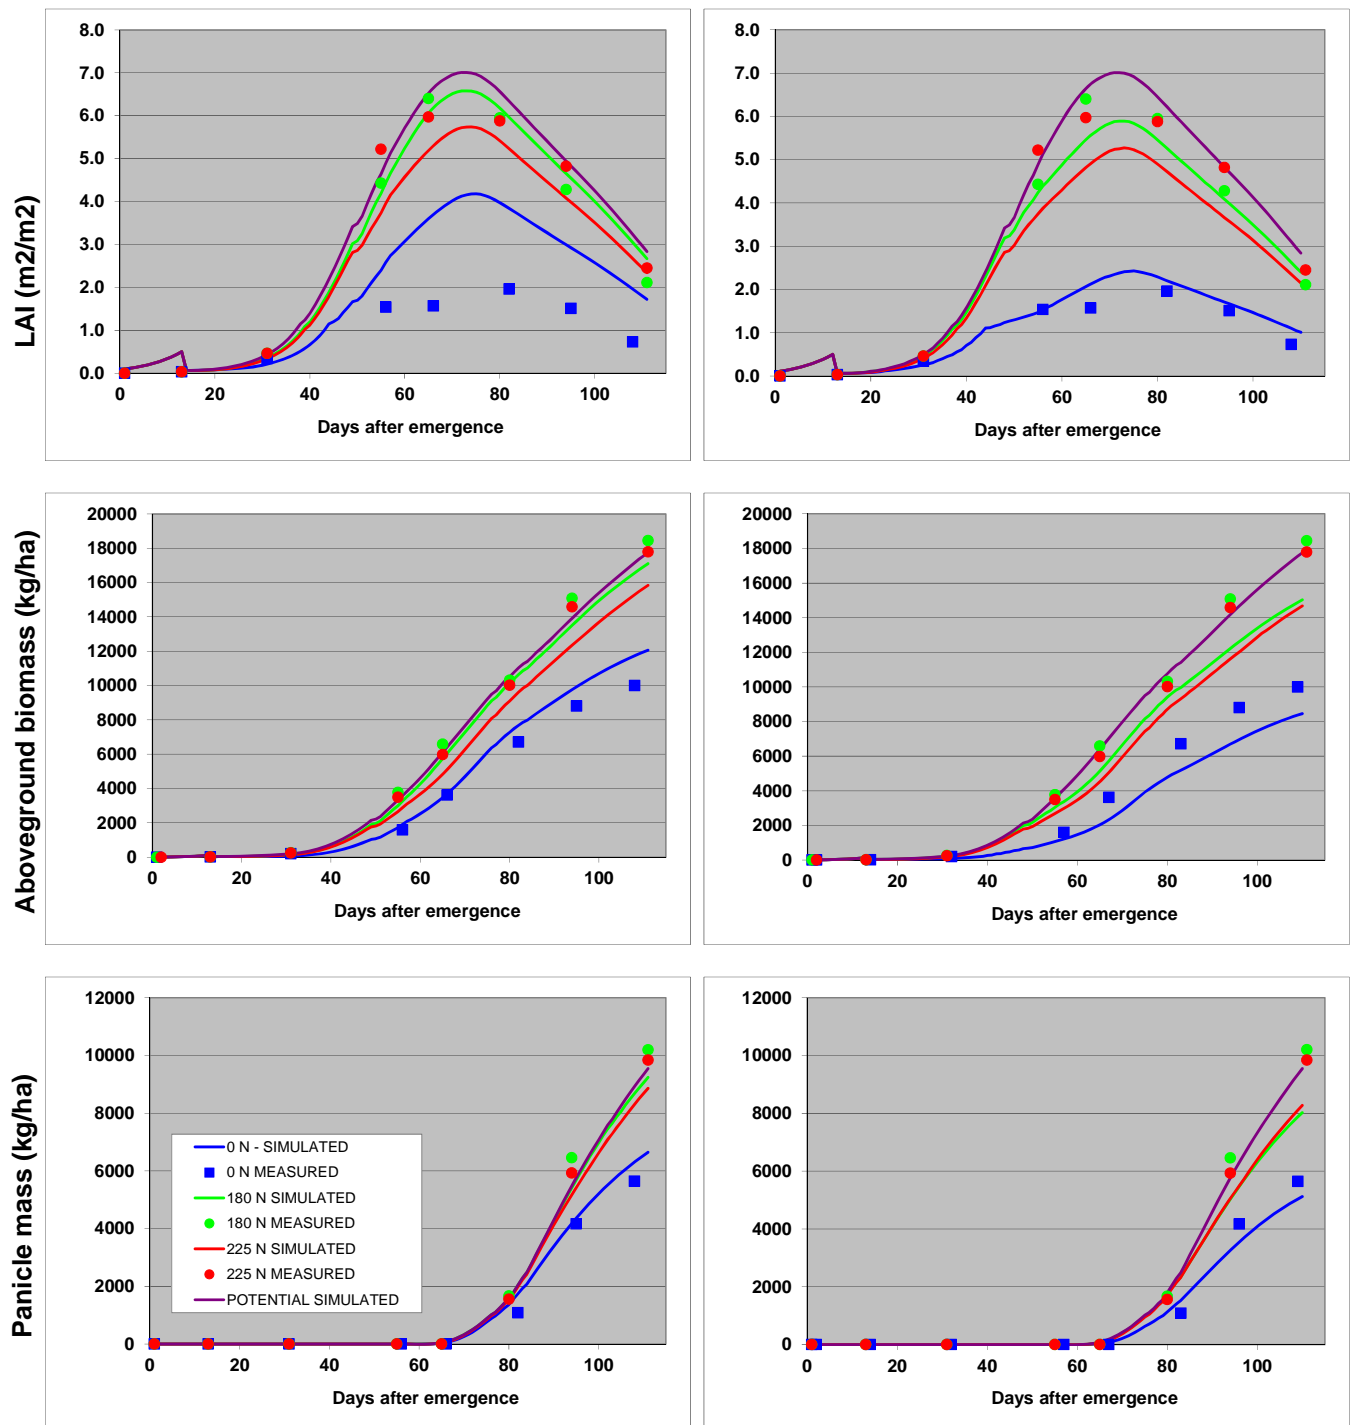 LAI (m2/m2)
8.0
7.0
6.0
5.0
4.0
3.0
2.0
1.0
0.0
0 20 40 60 80 100
Days after emergence
8.0
7.0
6.0
5.0
4.0
3.0
2.0
1.0
0.0
0 20 40 60 80 100
Days after emergence
Aboveground biomass (kg/ha)
20000
18000
16000
14000
12000
10000
8000
6000
4000
2000
0
0 20 40 60 80 100
Days after emergence
20000
18000
16000
14000
12000
10000
8000
6000
4000
2000
0
0 20 40 60 80 100
Days after emergence
Panicle mass (kg/ha)
12000
10000
8000
6000
4000
2000
0
0 N - SIMULATED
0 N MEASURED
180 N SIMULATED
180 N MEASURED
225 N SIMULATED
225 N MEASURED
POTENTIAL SIMULATED
0 20 40 60 80 100
Days after emergence
12000
10000
8000
6000
4000
2000
0
0 20 40 60 80 100
Days after emergence